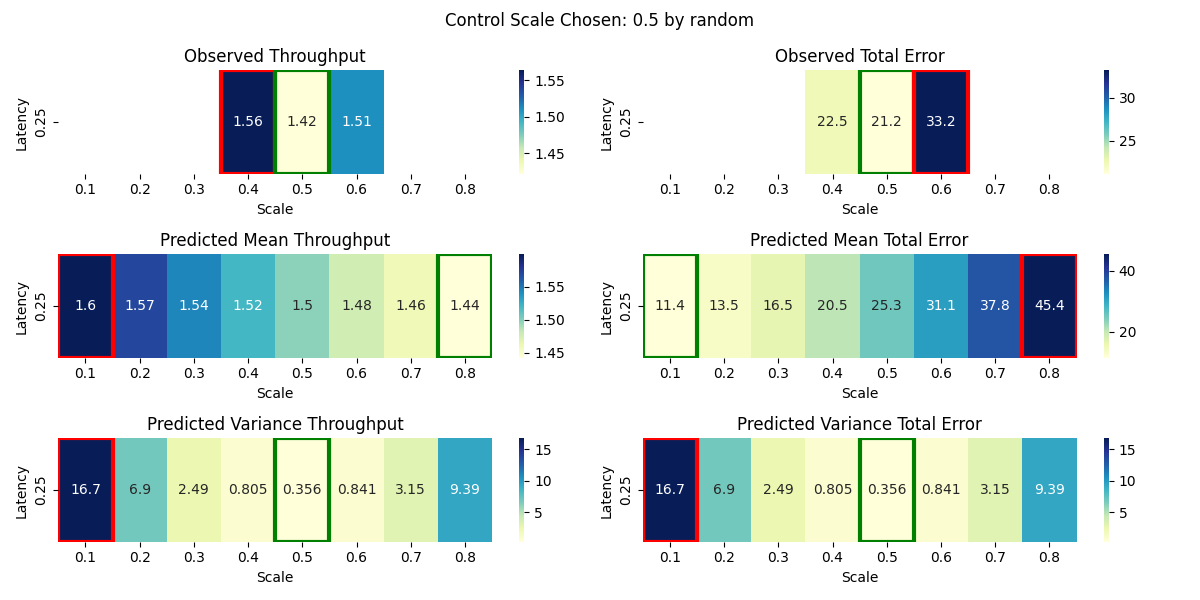 Control Scale Chosen: 0.5 by random
Observed Throughput
Latency
0.25
1.56 1.42 1.51
1.55
1.50
1.45
0.1 0.2 0.3 0.4 0.5 0.6 0.7 0.8
Scale
Observed Total Error
Latency
0.25
22.5 21.2 33.2
30
25
0.1 0.2 0.3 0.4 0.5 0.6 0.7 0.8
Scale
Predicted Mean Throughput
Latency
0.25
1.6 1.57 1.54 1.52 1.5 1.48 1.46 1.44
1.55
1.50
1.45
0.1 0.2 0.3 0.4 0.5 0.6 0.7 0.8
Scale
Predicted Mean Total Error
Latency
0.25
11.4 13.5 16.5 20.5 25.3 31.1 37.8 45.4
40
20
0.1 0.2 0.3 0.4 0.5 0.6 0.7 0.8
Scale
Predicted Variance Throughput
Latency
0.25
16.7 6.9 2.49 0.805 0.356 0.841 3.15 9.39
15
10
5
0.1 0.2 0.3 0.4 0.5 0.6 0.7 0.8
Scale
Predicted Variance Total Error
Latency
0.25
16.7 6.9 2.49 0.805 0.356 0.841 3.15 9.39
15
10
5
0.1 0.2 0.3 0.4 0.5 0.6 0.7 0.8
Scale